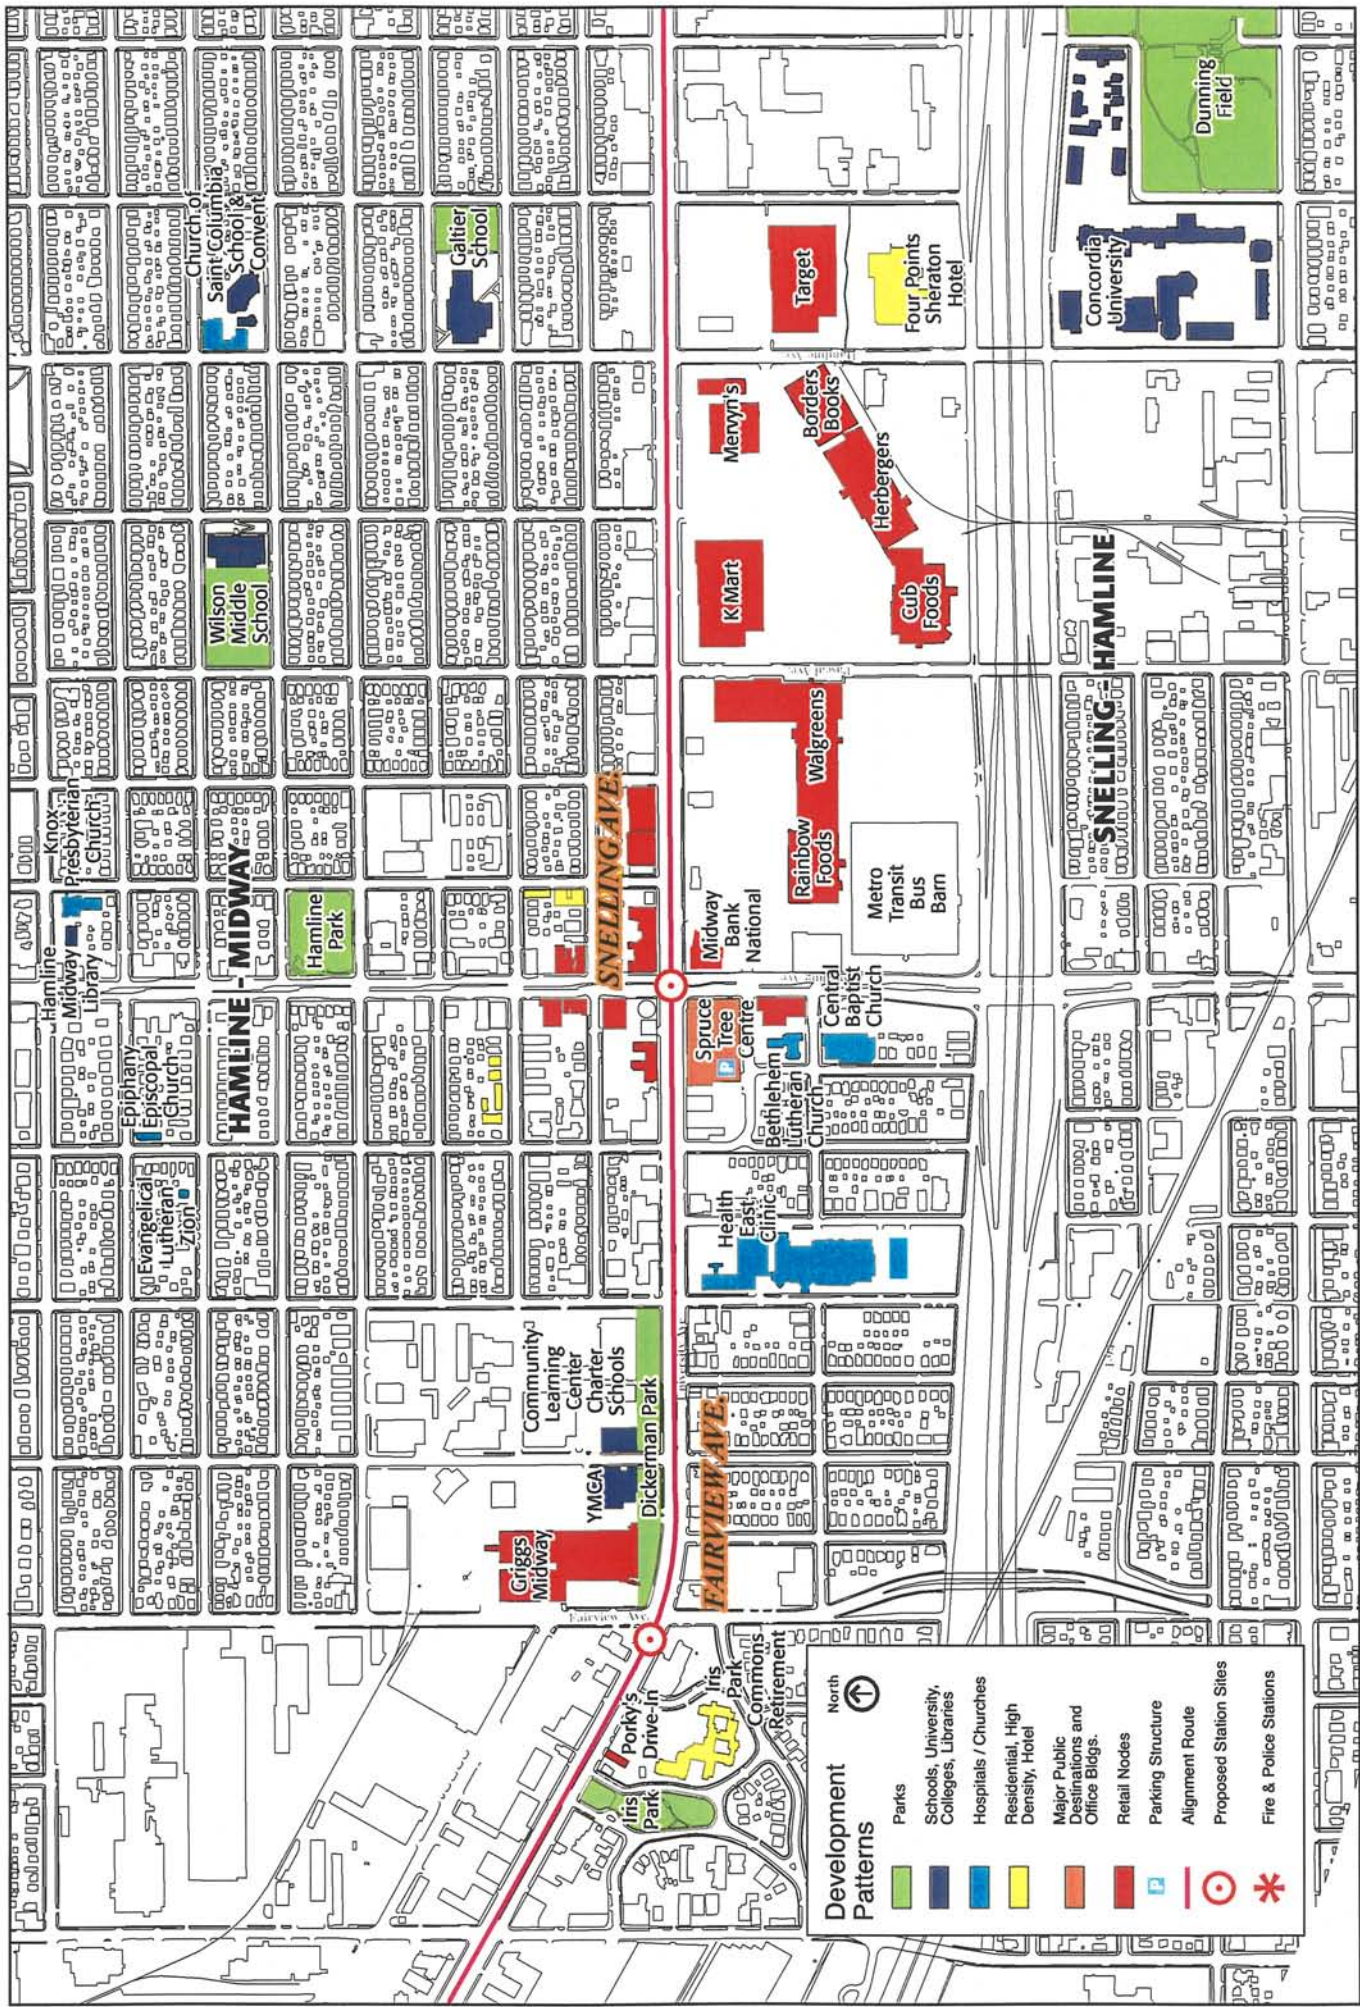 Church of
Saint Columbia
School &
Convent
Galtier
School
Dunning
Field
Target
Four Points
Sheraton
Hotel
Concordia
University
Hamline Ave.
Mervyn's
Borders
Books
Herbergers
Wilson
Middle
School
K Mart
Cub
Foods
SNELLING-HAMLINE
Pascal Ave.
Knox
Presbyterian
Church
Hamline
Midway
Library
HAMLINE - MIDWAY
Hamline
Park
SNELLING AVE.
Walgreens
Rainbow
Foods
Midway
Bank
National
Metro
Transit
Bus
Barn
Epiphany
Episcopal
Church
Spruce
Tree
Centre
P
Central
Baptist
Church
Bethlehem
Lutheran
Church
Evangelical
Lutheran
Zion
Health
East
Clinic
Community
Learning
Center
Charter
Schools
YMCA
Dickerman Park
FAIRVIEW AVE.
Griggs
Midway
Fairview Ave.
Porky's
Drive-In
Iris
Park
Iris
Park
Commons
Retirement
Development
Patterns
North
Parks
Schools, University,
Colleges, Libraries
Hospitals / Churches
Residential, High
Density, Hotel
Major Public
Destinations and
Office Bldgs.
Retail Nodes
P
Parking Structure
Alignment Route
Proposed Station Sites
Fire & Police Stations